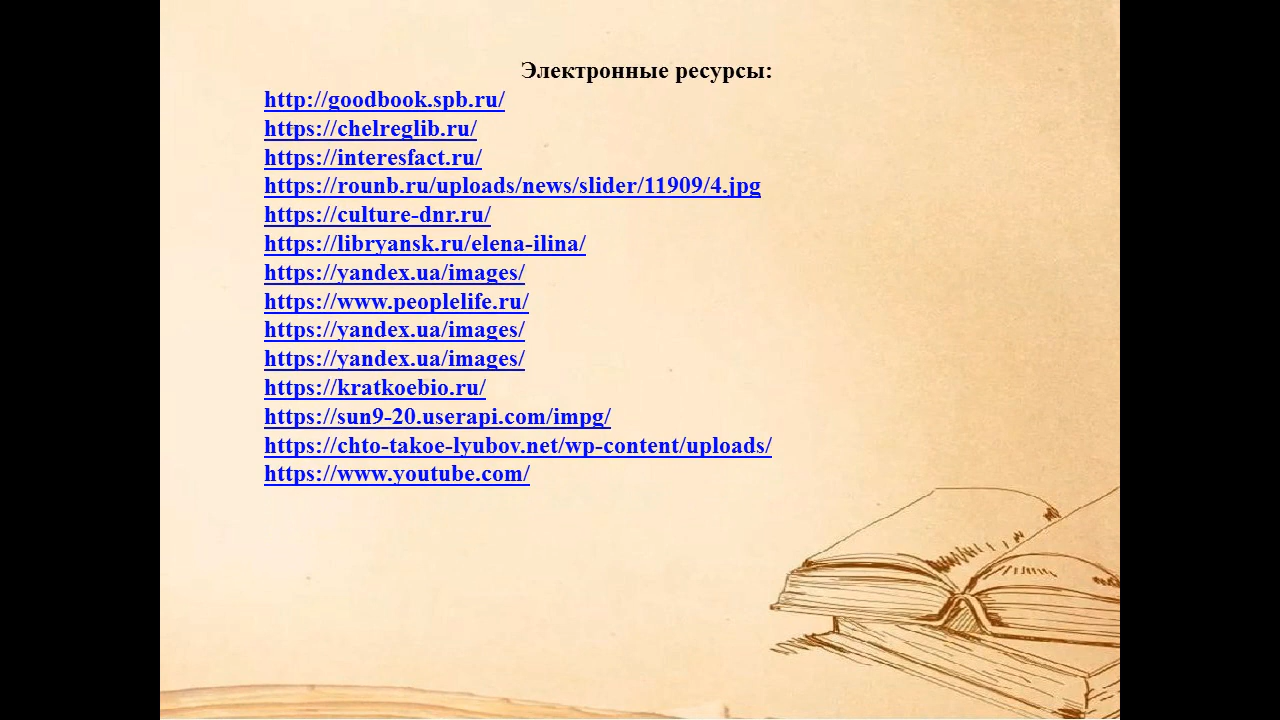 Электронные ресурсы:
http://goodbook.spb.ru/
https://chelreglib.ru/
https://interesfact.ru/
https://rounb.ru/uploads/news/slider/11909/4.jpg
https://culture-dnr.ru/
https://libryansk.ru/elena-ilina/
https://yandex.ua/images/
https://www.peoplelife.ru/
https://yandex.ua/images/
https://yandex.ua/images/
https://kratkoebio.ru/
https://sun9-20.userapi.com/impg/
https://chto-takoe-lyubov.net/wp-content/uploads/
https://www.youtube.com/